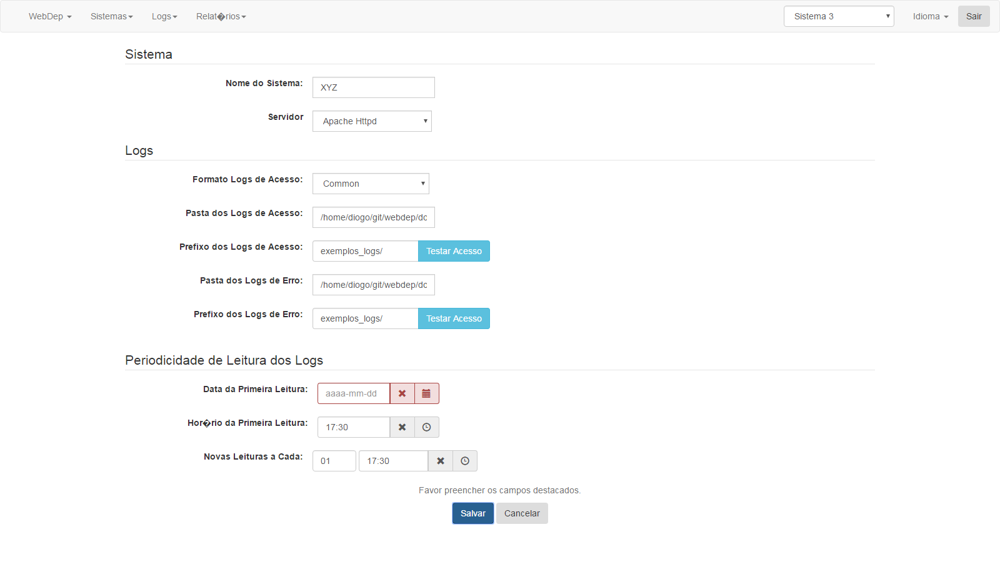 WebDep Sistemas Logs Relat�rios Sistema 3 Idioma Sair
Sistema
Nome do Sistema: XYZ
Servidor Apache Httpd
Logs
Formato Logs de Acesso: Common
Pasta dos Logs de Acesso: /home/diogo/git/webdep/dc
Prefixo dos Logs de Acesso: exemplos_logs/ Testar Acesso
Pasta dos Logs de Erro: /home/diogo/git/webdep/dc
Prefixo dos Logs de Erro: exemplos_logs/ Testar Acesso
Periodicidade de Leitura dos Logs
Data da Primeira Leitura: aaaa-mm-dd
Hor�rio da Primeira Leitura: 17:30
Novas Leituras a Cada: 01 17:30
Favor preencher os campos destacados.
Salvar Cancelar